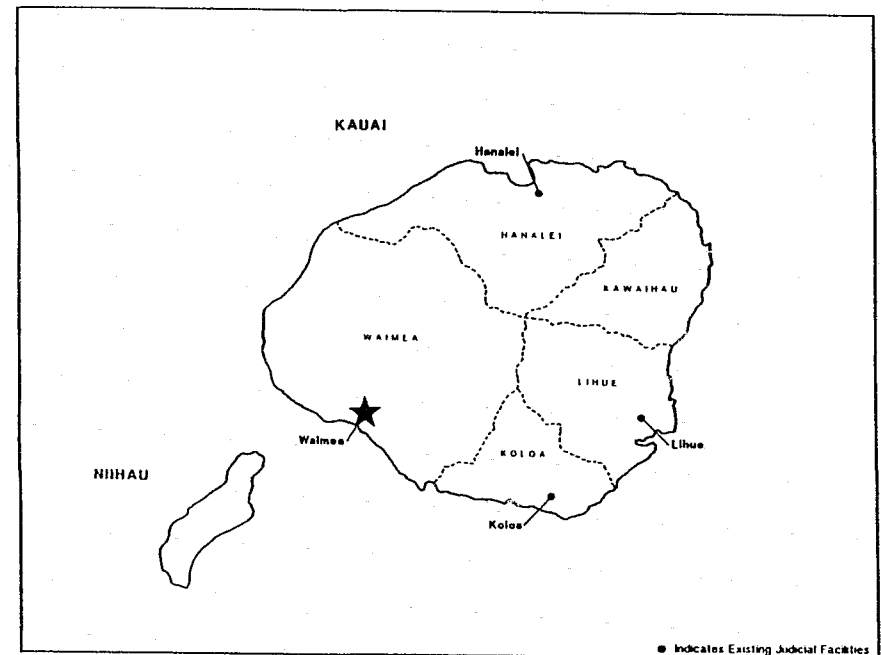 KAUAI
Hanalei
HANALEI
KAWAIHAU
WAIMEA
LIHUE
Waimea
Lihue
KOLOA
NIIHAU
Koloa
● Indicates Existing Judicial Facilities